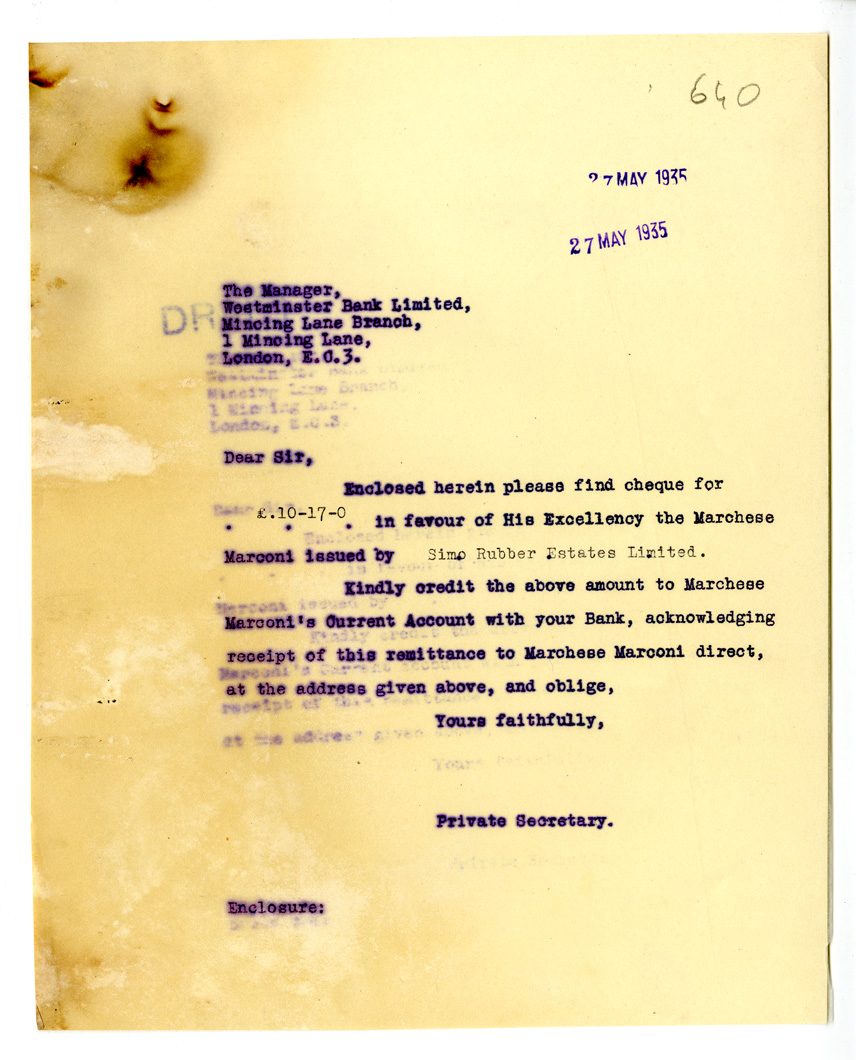 640
27 MAY 1935
27 MAY 1935
The Manager,
Westminster Bank Limited,
Mincing Lane Branch,
1 Mincing Lane,
London, E.C.3.
Dear Sir,
Enclosed herein please find cheque for
£.10-17-0 in favour of His Excellency the Marchese
Marconi issued by Simo Rubber Estates Limited.
Kindly credit the above amount to Marchese
Marconi's Current Account with your Bank, acknowledging
receipt of this remittance to Marchese Marconi direct,
at the address given above, and oblige,
Yours faithfully,
Private Secretary.
Enclosure: